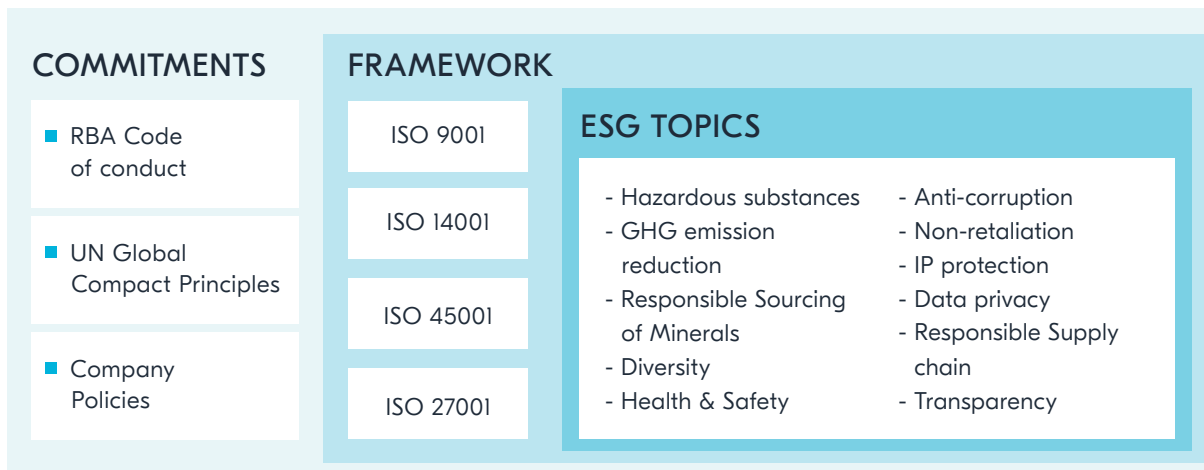 COMMITMENTS
RBA Code
of conduct
UN Global
Compact Principles
Company
Policies
FRAMEWORK
ISO 9001
ISO 14001
ISO 45001
ISO 27001
ESG TOPICS
- Hazardous substances
- GHG emission
reduction
- Responsible Sourcing
of Minerals
- Diversity
- Health & Safety
- Anti-corruption
- Non-retaliation
- IP protection
- Data privacy
- Responsible Supply
chain
- Transparency